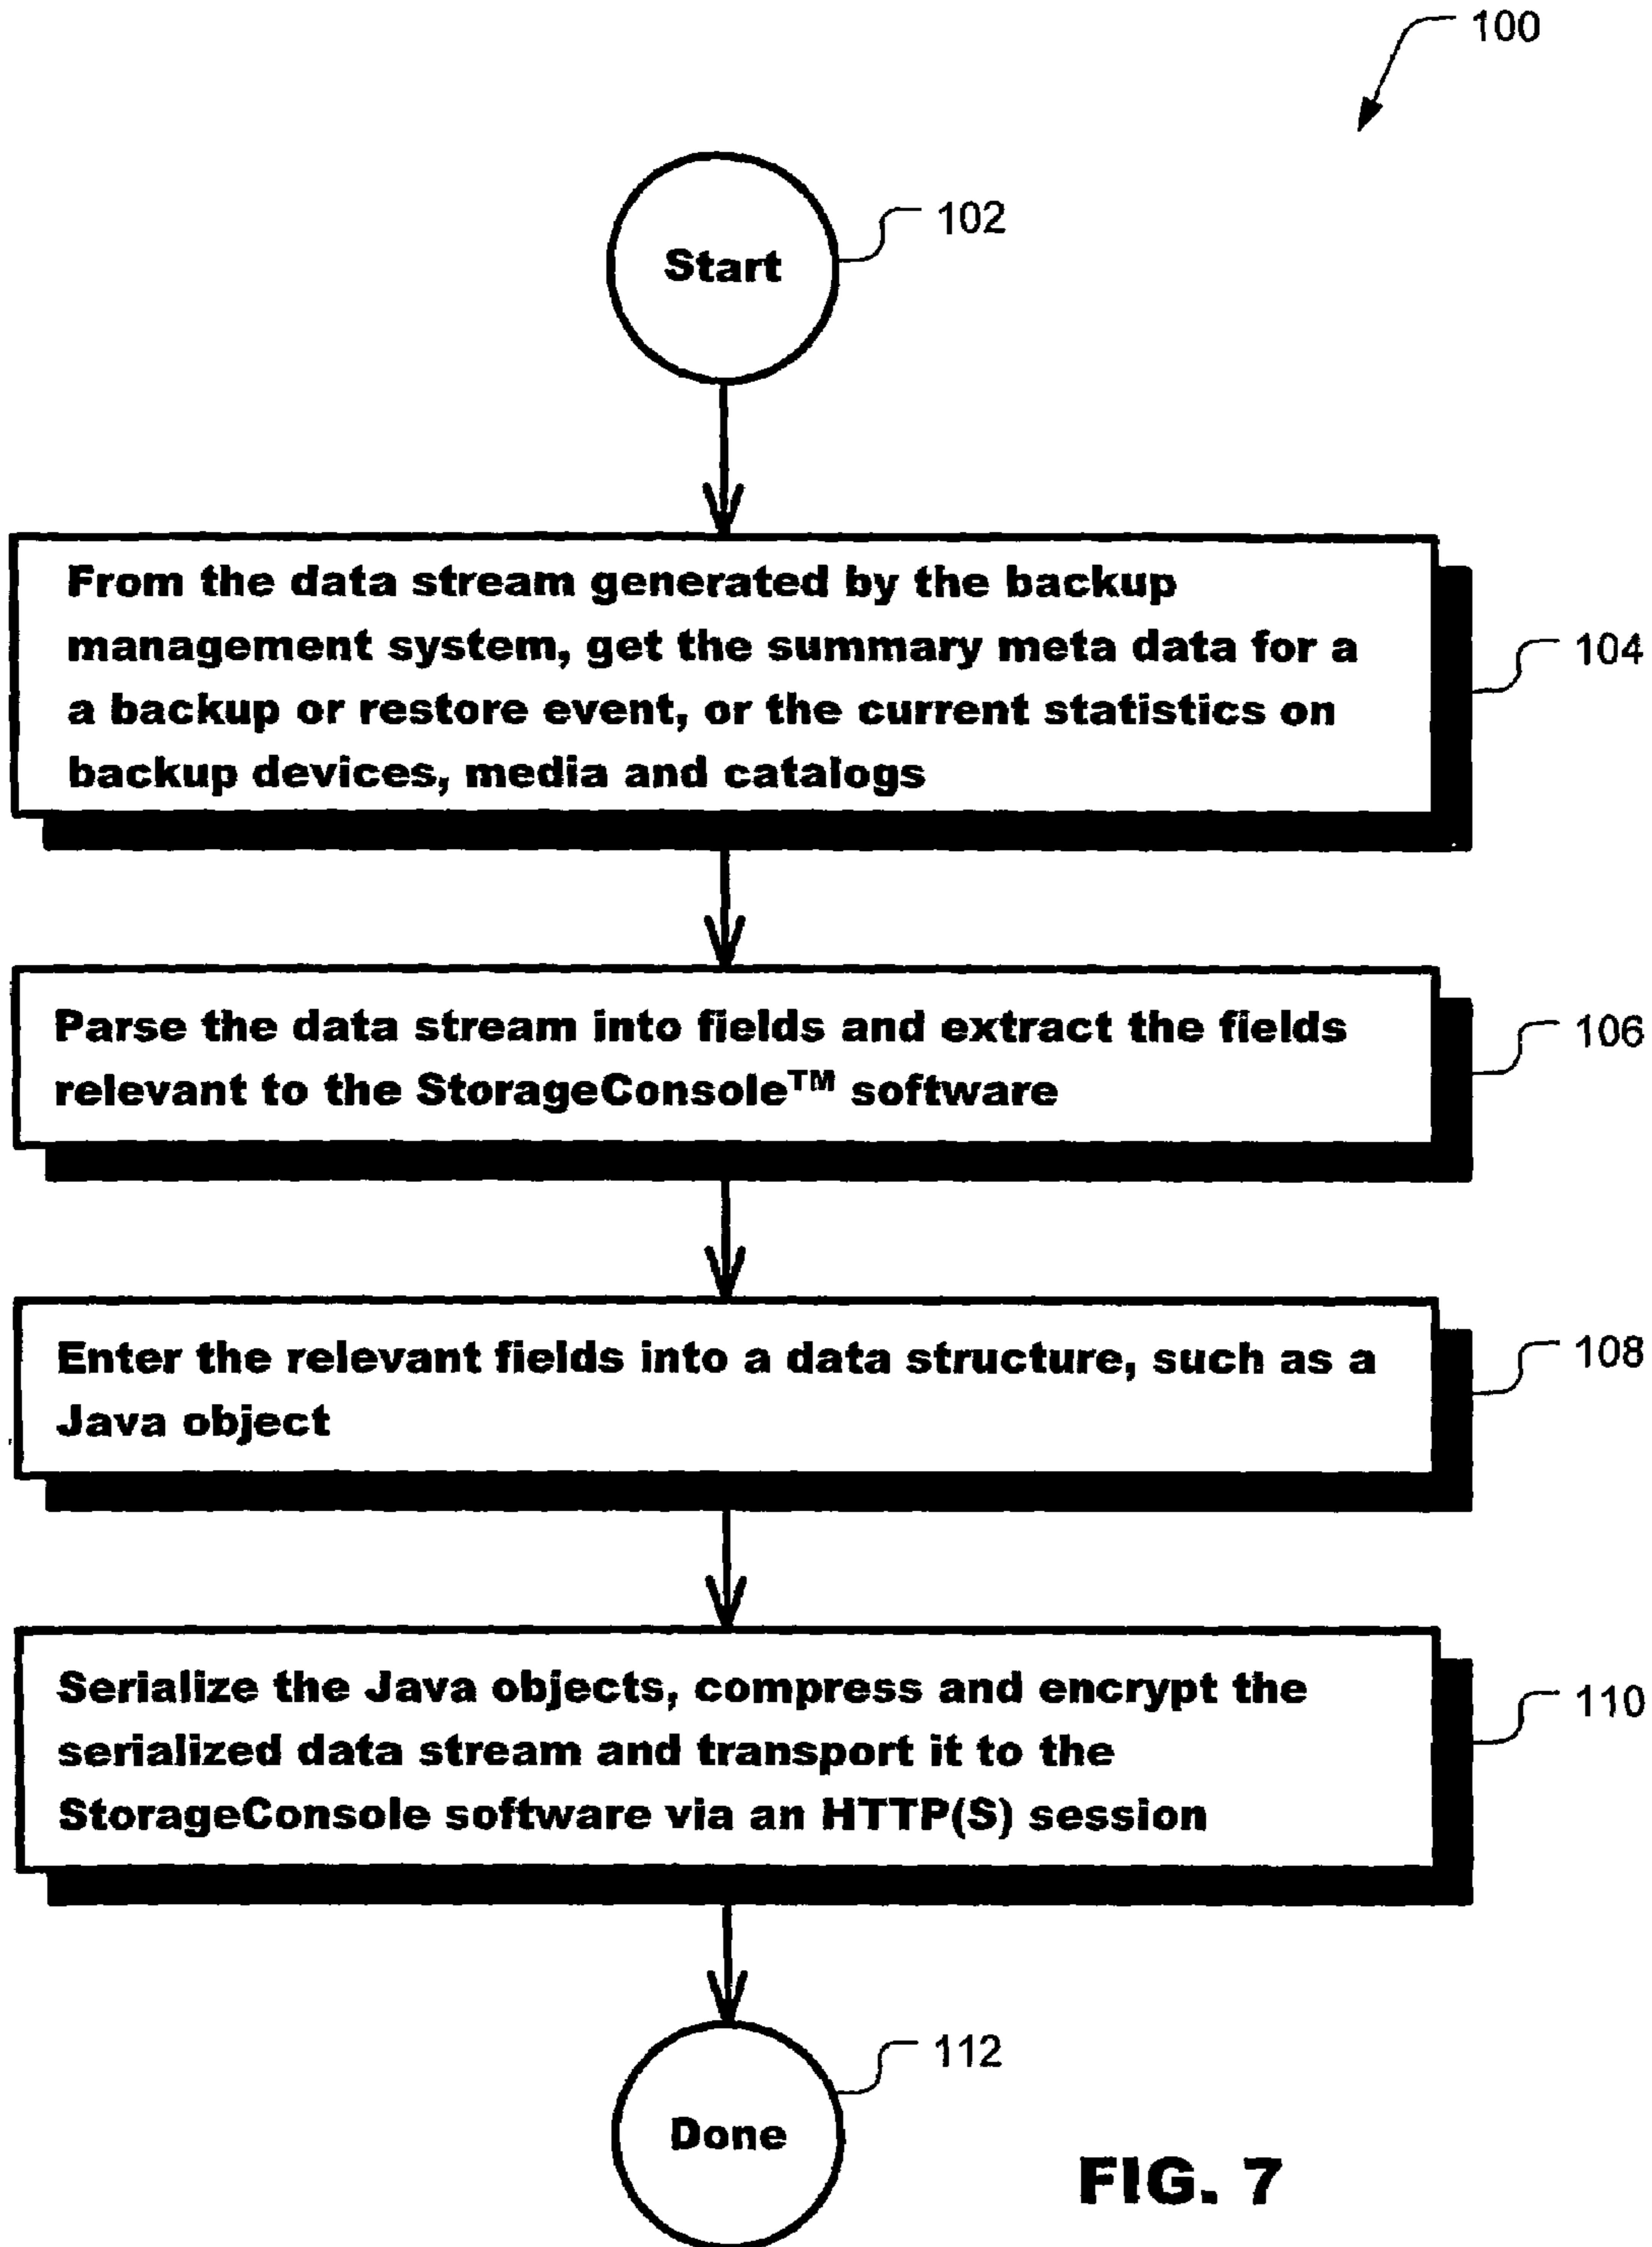 100
Start
102
From the data stream generated by the backup
management system, get the summary meta data for a
a backup or restore event, or the current statistics on
backup devices, media and catalogs
104
Parse the data stream into fields and extract the fields
relevant to the StorageConsole™ software
106
Enter the relevant fields into a data structure, such as a
Java object
108
Serialize the Java objects, compress and encrypt the
serialized data stream and transport it to the
StorageConsole software via an HTTP(S) session
110
Done
112
FIG. 7